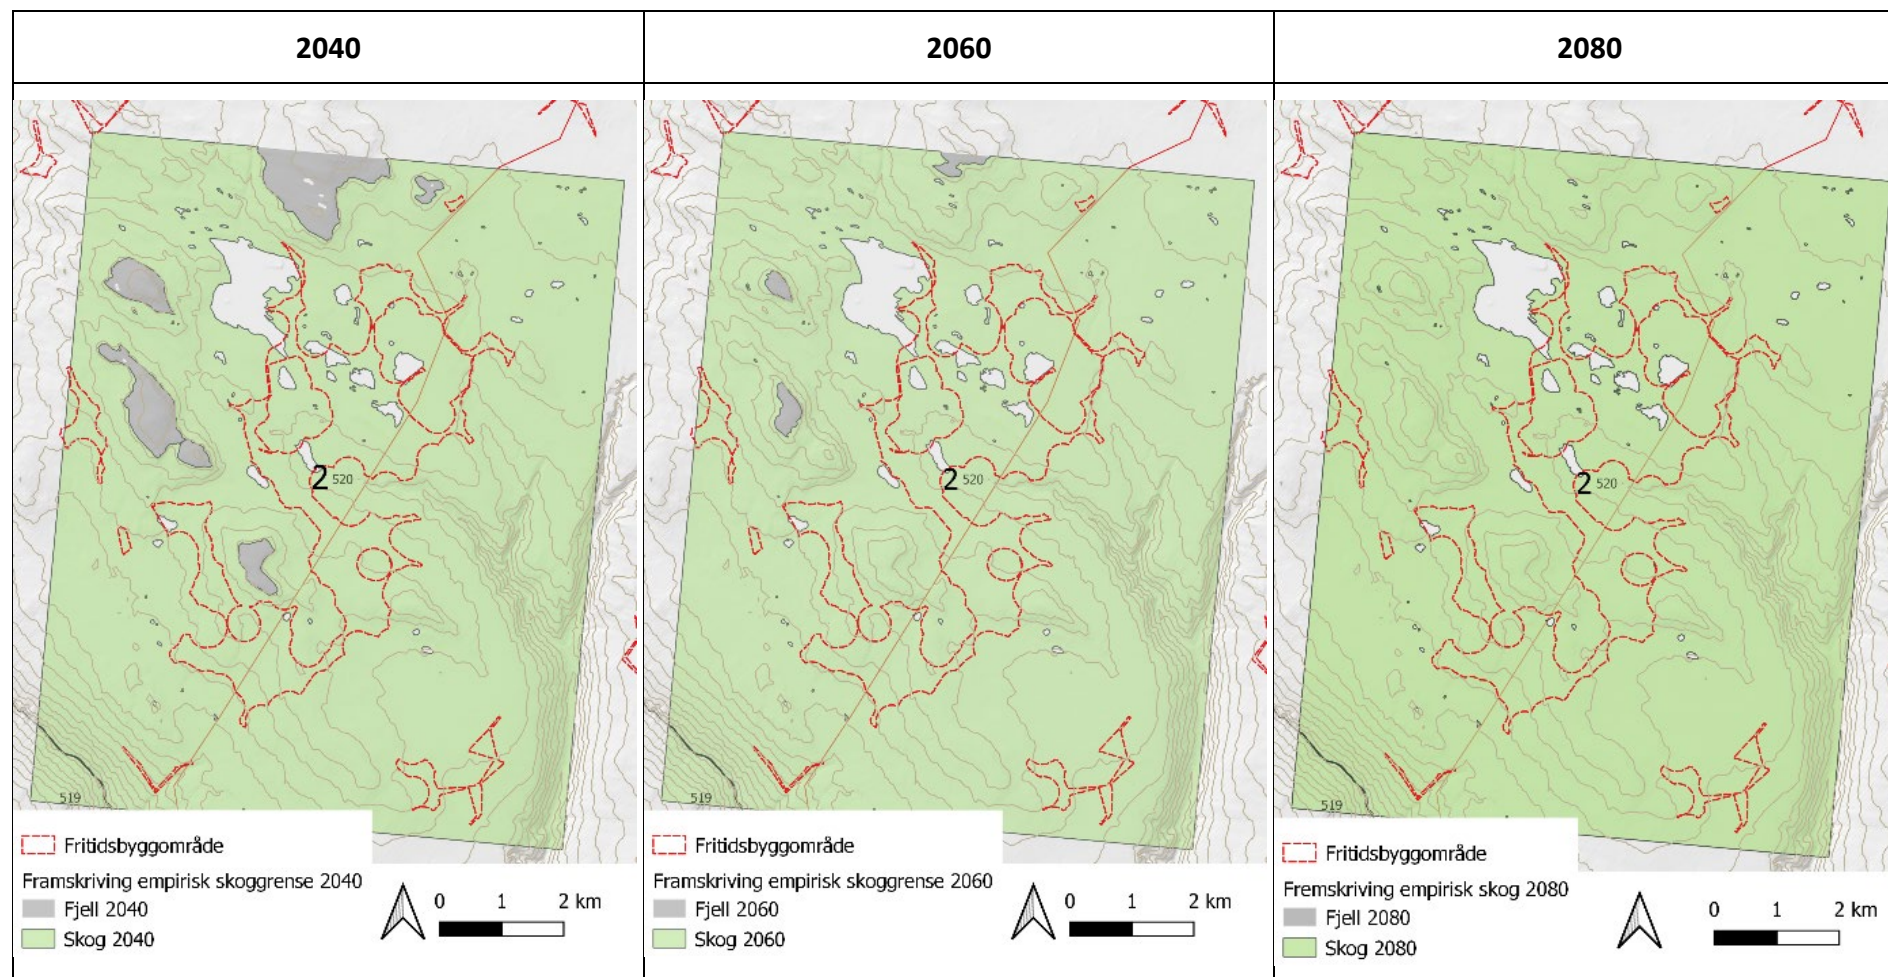 2040
2060
2080
2 520
519
Fritidsbyggområde
Framskriving empirisk skoggrense 2040
Fjell 2040
Skog 2040
0 1 2 km
2 520
519
Fritidsbyggområde
Framskriving empirisk skoggrense 2060
Fjell 2060
Skog 2060
0 1 2 km
2 520
519
Fritidsbyggområde
Fremskriving empirisk skog 2080
Fjell 2080
Skog 2080
0 1 2 km